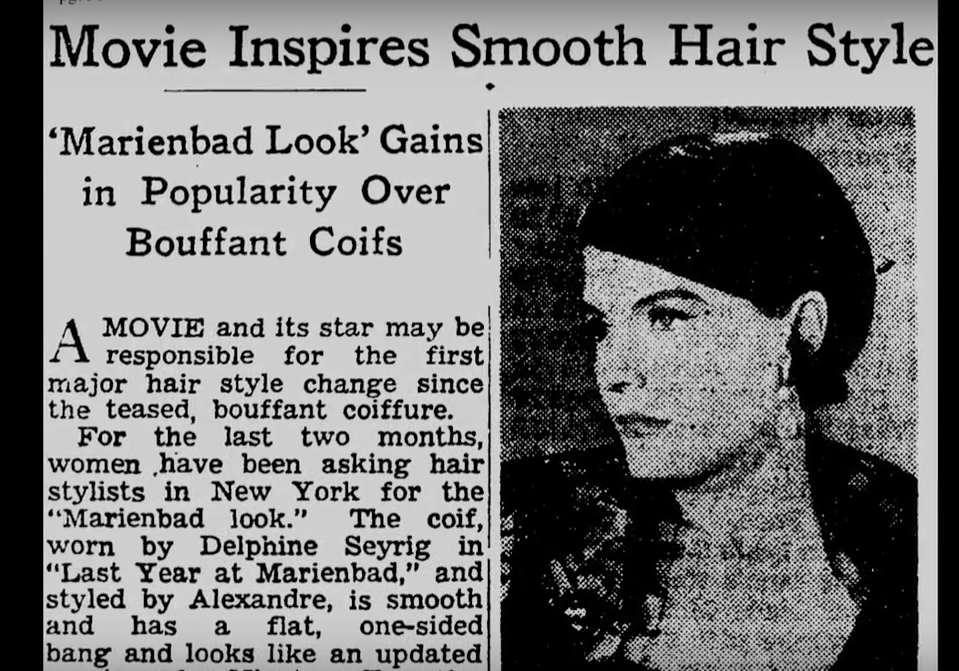 Movie Inspires Smooth Hair Style
‘Marienbad Look’ Gains
in Popularity Over
Bouffant Coifs
A MOVIE and its star may be
responsible for the first
major hair style change since
the teased, bouffant coiffure.
For the last two months,
women have been asking hair
stylists in New York for the
“Marienbad look.” The coif,
worn by Delphine Seyrig in
“Last Year at Marienbad,” and
styled by Alexandre, is smooth
and has a flat, one-sided
bang and looks like an updated